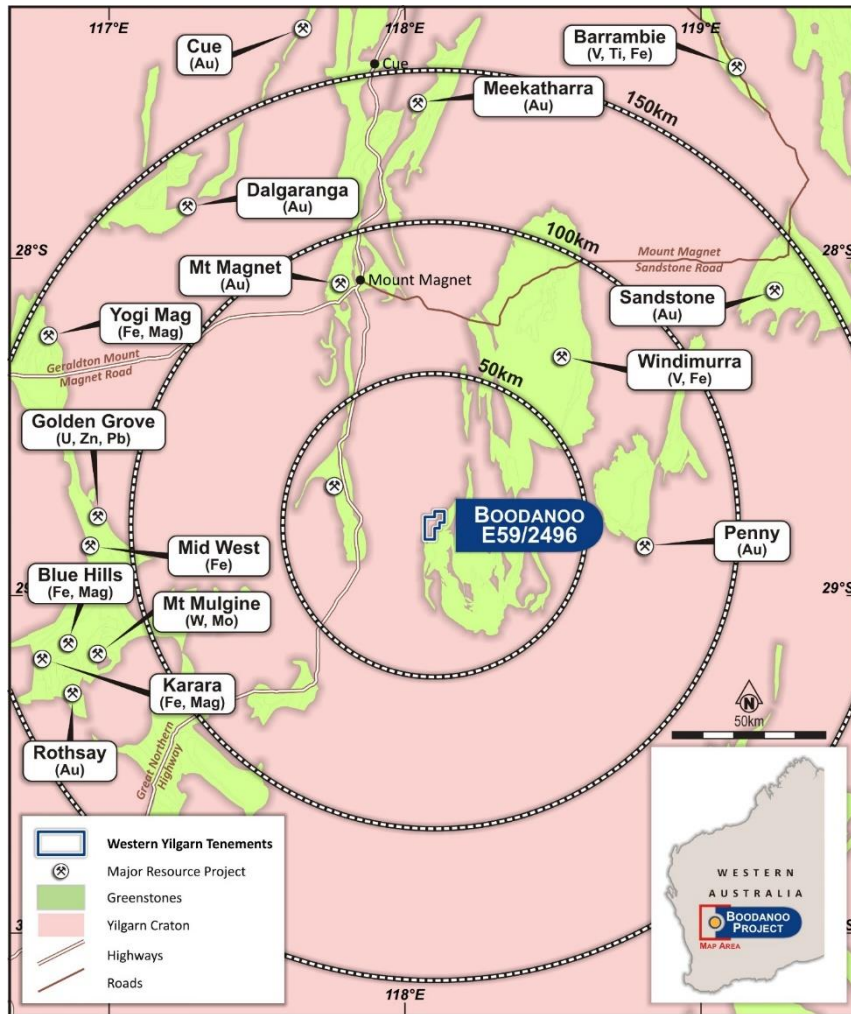 117°E
118°E
119°E
Cue
(Au)
Cue
Barrambie
(V, Ti, Fe)
Meekatharra
(Au)
150km
Dalgaranga
(Au)
28°S
28°S
100km
Mount Magnet
Sandstone Road
Mt Magnet
(Au)
Mount Magnet
Sandstone
(Au)
Yogi Mag
(Fe, Mag)
Geraldton Mount
Magnet Road
Windimurra
(V, Fe)
50km
Golden Grove
(U, Zn, Pb)
BOODANOO
E59/2496
Mid West
(Fe)
Penny
(Au)
Blue Hills
(Fe, Mag)
29°S
Mt Mulgine
(W, Mo)
Karara
(Fe, Mag)
Rothsay
(Au)
Great Northern
Highway
N
50km
Western Yilgarn Tenements
Major Resource Project
Greenstones
Yilgarn Craton
Highways
Roads
WESTERN
AUSTRALIA
BOODANOO
PROJECT
MAP AREA
118°E